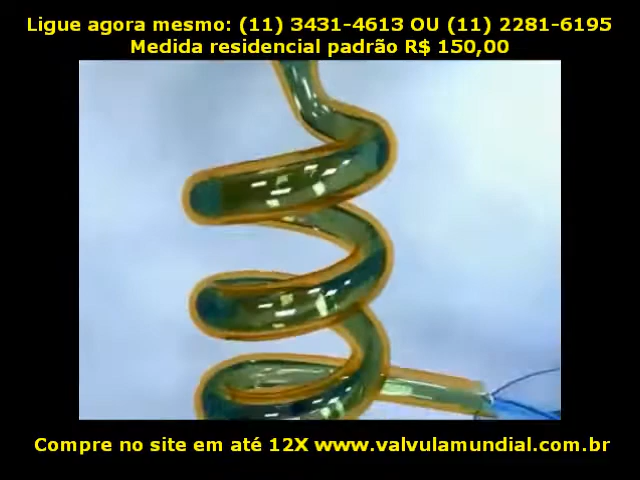 Ligue agora mesmo: (11) 3431-4613 OU (11) 2281-6195
Medida residencial padrão R$ 150,00
Compre no site em até 12X www.valvulamundial.com.br